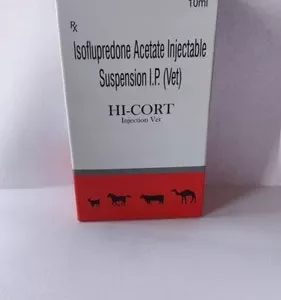 10ml
Rx
Isoflupredone Acetate Injectable
Suspension I.P. (Vet)
HI-CORT
Injection Vet